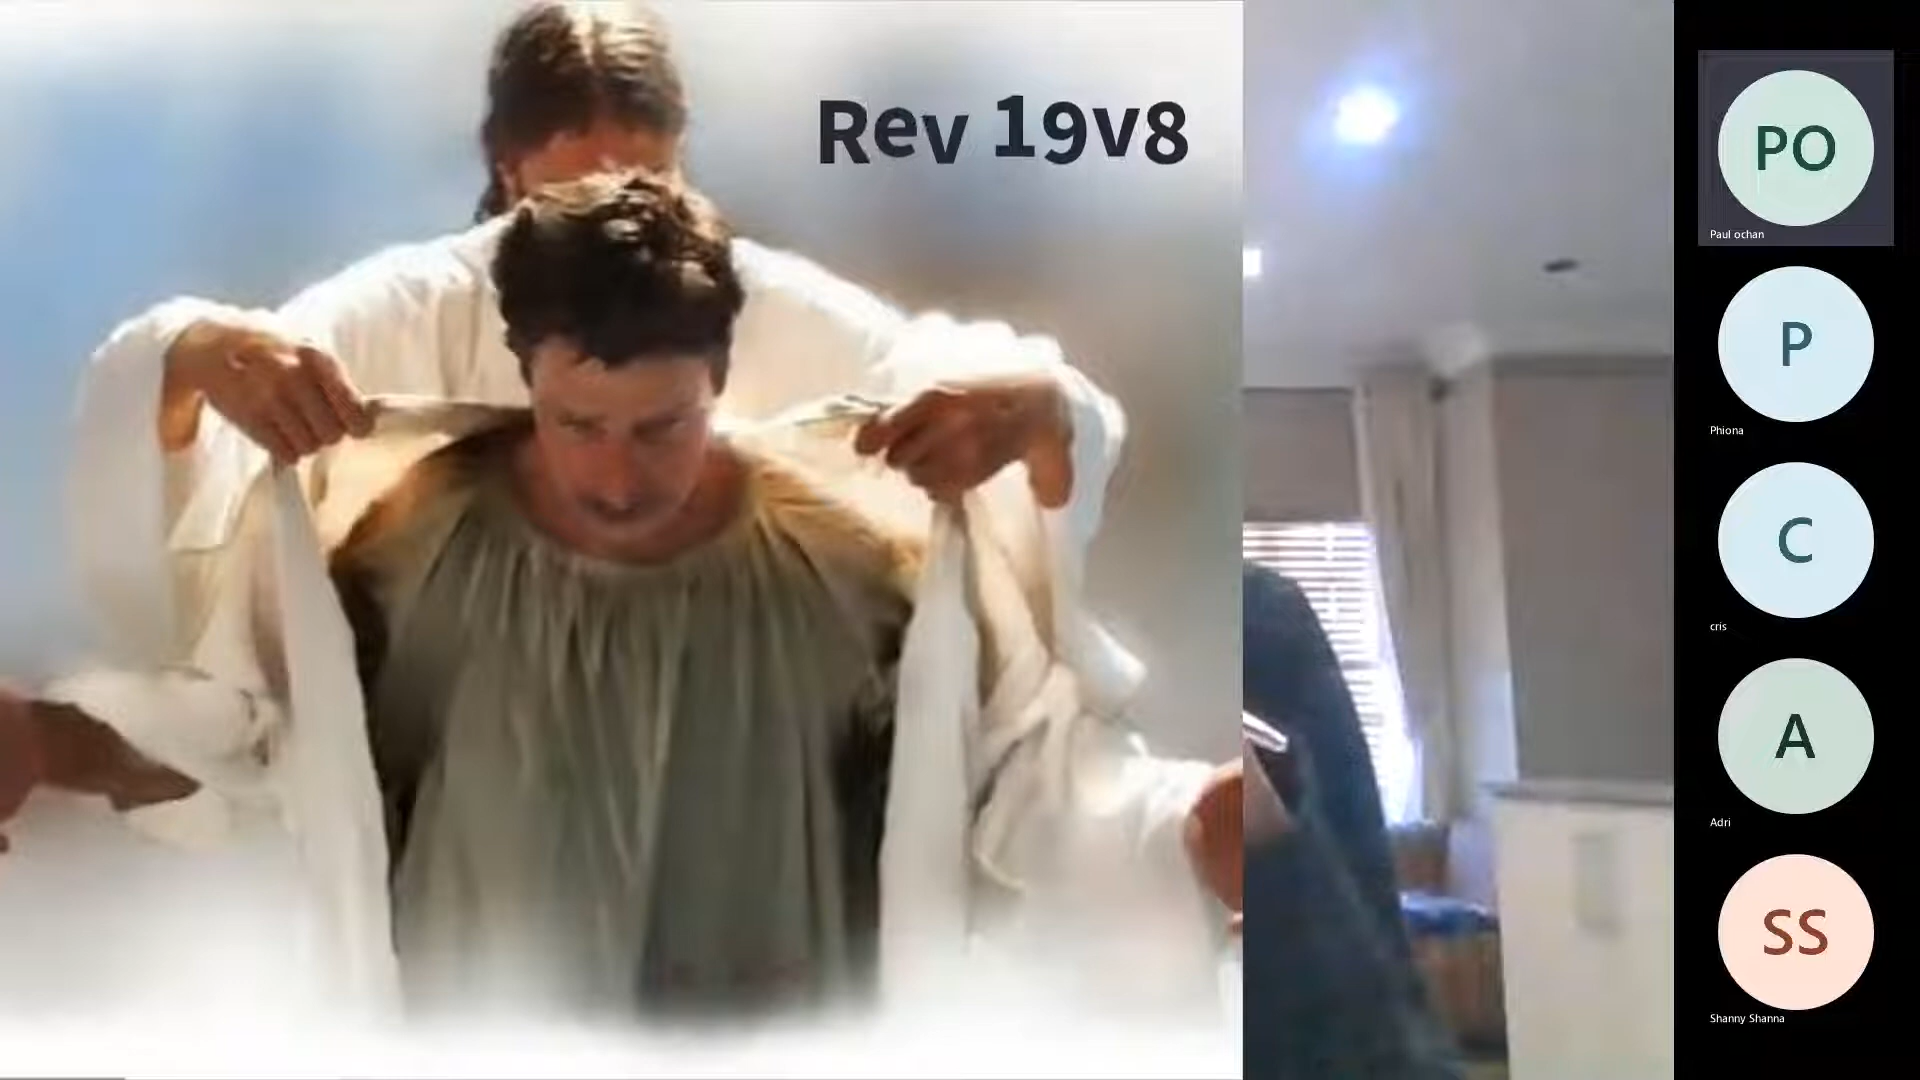 Rev 19v8
PO
Paul ochan
P
Phiona
C
cris
A
Adri
SS
Shanny Shanna